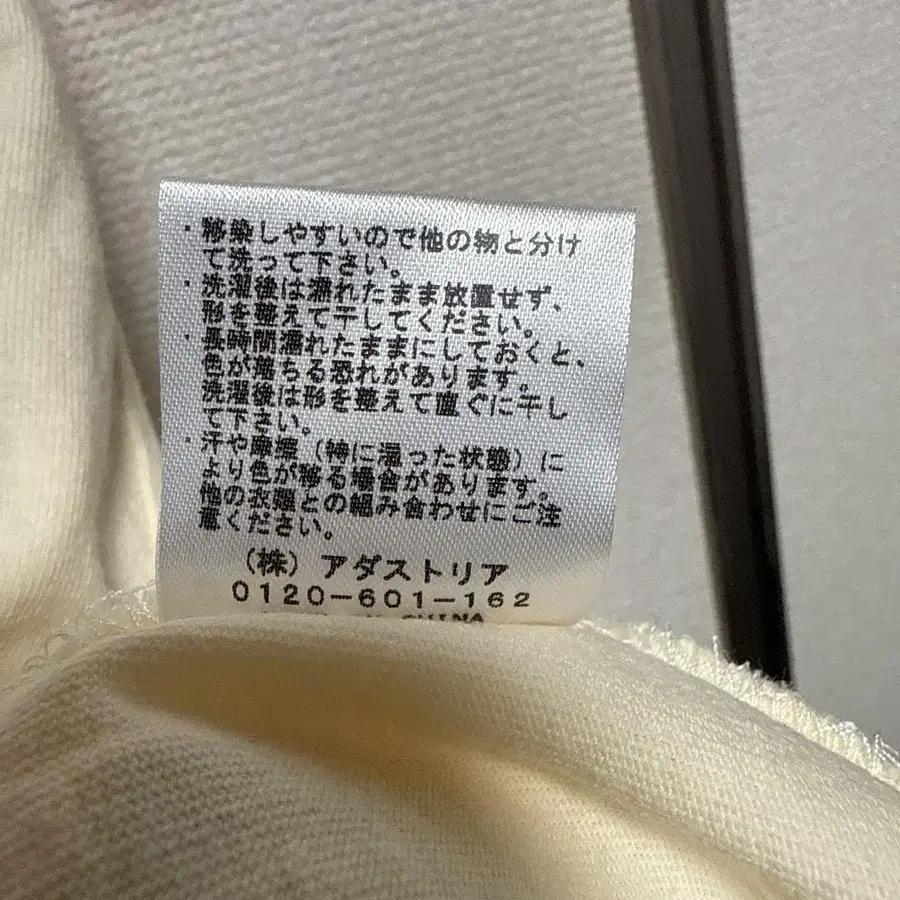 ・移染しやすいので他の物と分け
て洗って下さい。
・洗濯後は濡れたまま放置せず、
形を整えて干してください。
・長時間濡れたままにしておくと、
色が落ちる恐れがあります。
洗濯後は形を整えて直ぐに干し
て下さい。
・汗や摩擦（特に湿った状態）に
より色が移る場合があります。
他の衣類との組み合わせにご注
意ください。
（株）アダストリア
0120-601-162
CHINA